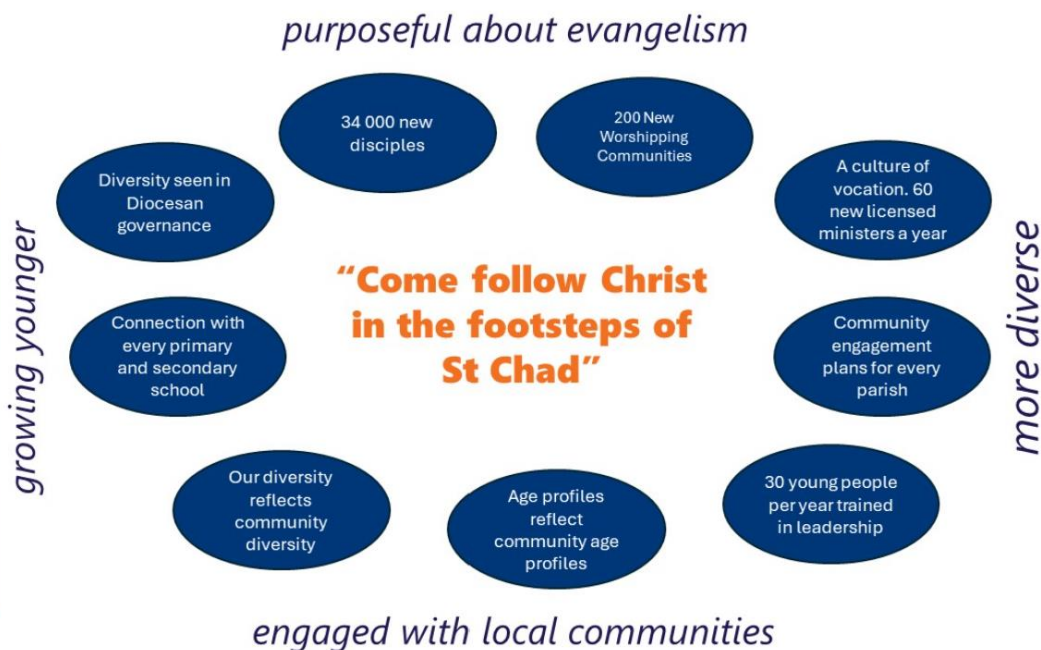 purposeful about evangelism
34 000 new
disciples
200 New
Worshipping
Communities
Diversity seen in
Diocesan
governance
A culture of
vocation. 60
new licensed
ministers a year
growing younger
“Come follow Christ
in the footsteps of
St Chad”
more diverse
Connection with
every primary
and secondary
school
Community
engagement
plans for every
parish
Our diversity
reflects
community
diversity
Age profiles
reflect
community age
profiles
30 young people
per year trained
in leadership
engaged with local communities